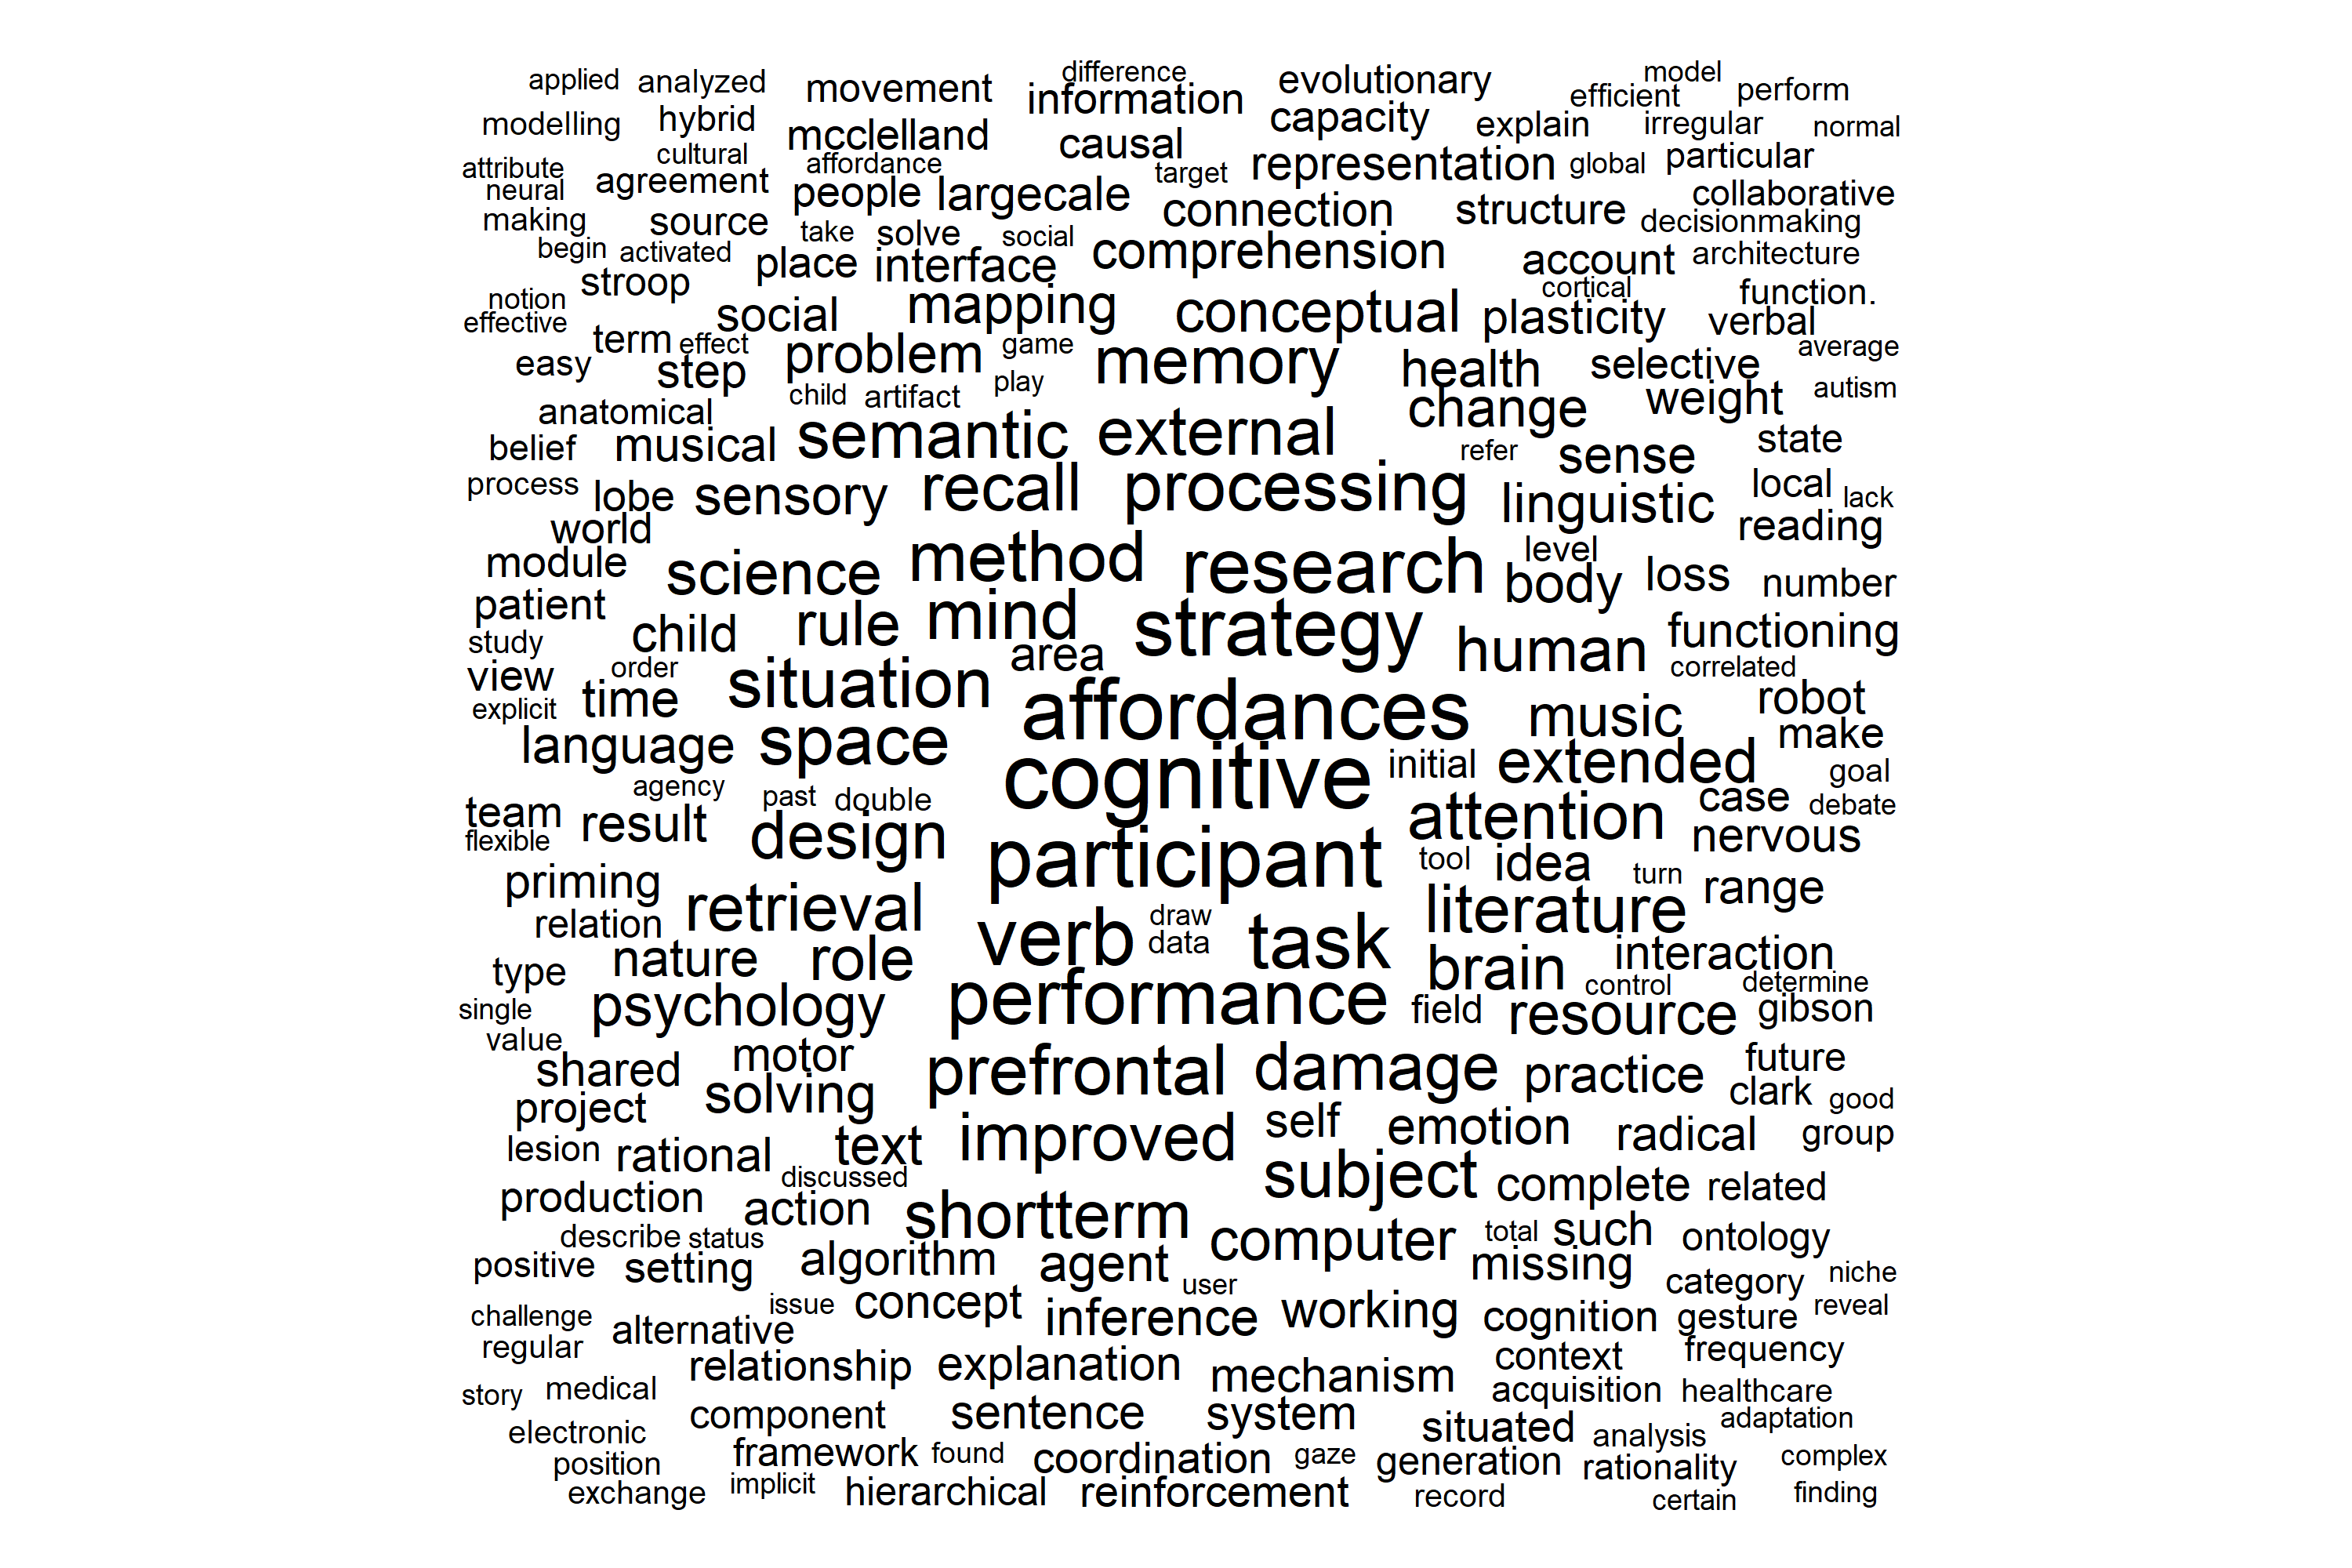 applied analyzed movement difference evolutionary model
information efficient perform
modelling hybrid mcclelland capacity explain irregular normal
causal
attribute cultural affordance target representation global particular
neural agreement people largecale collaborative
making source connection structure decisionmaking
take solve social
begin activated place interface comprehension account architecture
stroop cortical
notion social mapping conceptual plasticity verbal function.
effective term effect problem game memory health selective average
easy step
child artifact play change weight autism
anatomical
belief musical semantic external refer sense state
process lobe sensory recall processing linguistic local lack
world reading
module science method research level body loss number
patient child rule mind strategy human functioning
study area correlated
view order situation
explicit time affordances music robot
language space make
cognitive initial extended goal
agency past double
team result design attention case debate
flexible nervous
participant tool idea
priming turn range
relation retrieval draw literature
verb data task
type nature role brain interaction
control determine
single psychology performance field resource gibson
value
shared motor prefrontal damage practice future
project solving clark good
lesion rational text improved self emotion radical group
discussed subject complete related
production action shortterm
describe status computer total such ontology
positive setting algorithm agent missing category niche
user
challenge issue concept inference working cognition gesture reveal
regular alternative
relationship explanation mechanism context frequency
story medical acquisition healthcare
component sentence system situated adaptation
electronic framework found coordination gaze generation analysis complex
position rationality
exchange implicit hierarchical reinforcement record certain finding